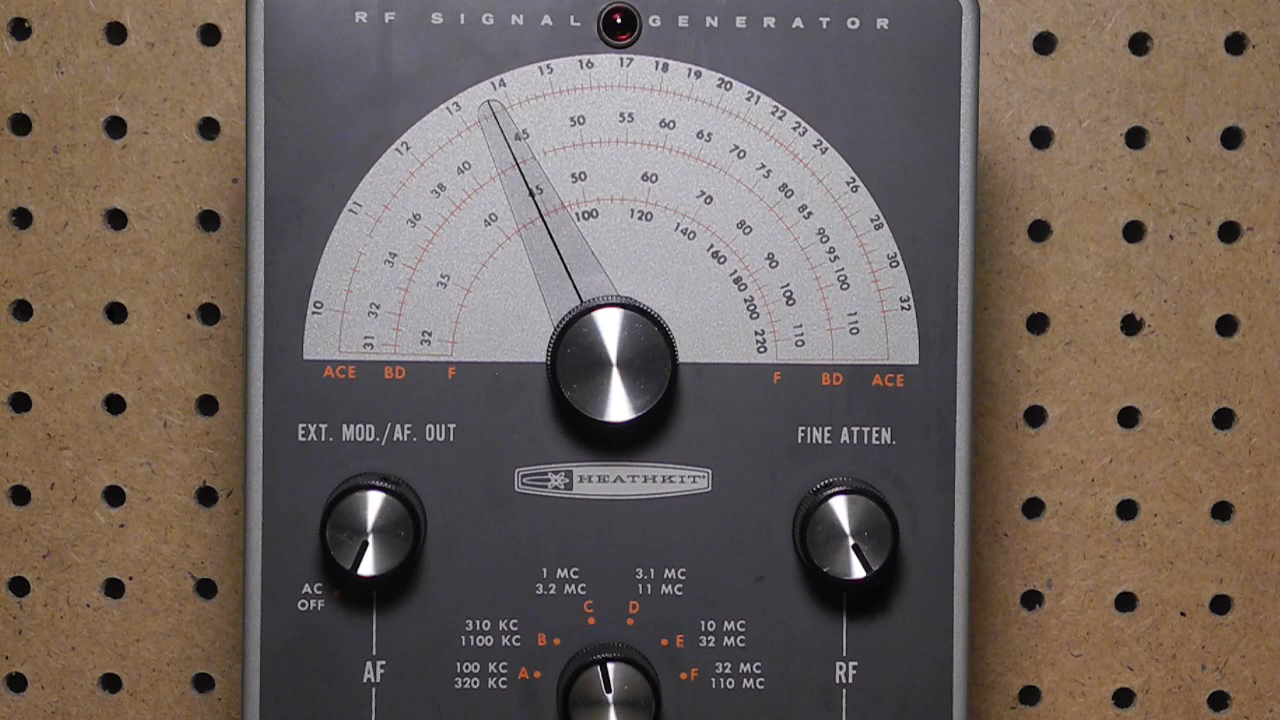 RF SIGNAL GENERATOR
10 11 12 13 14 15 16 17 18 19 20 21 22 23 24 26 28 30 32
31 32 34 36 38 40 45 50 55 60 65 70 75 80 85 90 95 100 110
32 35 40 45 50 60 70 80 90 100 110
100 120 140 160 180 200 220
ACE BD F F BD ACE
EXT. MOD./AF. OUT FINE ATTEN.
HEATHKIT
AC
OFF
1 MC 3.1 MC
3.2 MC 11 MC
C D
310 KC 10 MC
1100 KC B E 32 MC
100 KC A F 32 MC
320 KC 110 MC
AF RF